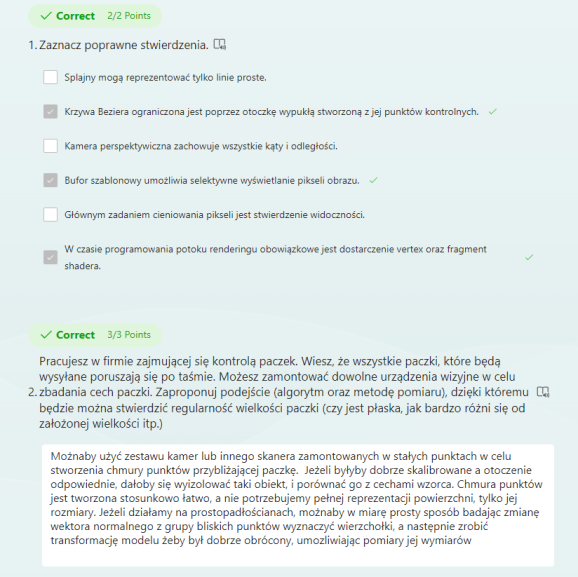 Correct 2/2 Points
1. Zaznacz poprawne stwierdzenia.
Splajny mogą reprezentować tylko linie proste.
Krzywa Beziera ograniczona jest poprzez otoczkę wypukłą stworzoną z jej punktów kontrolnych.
Kamera perspektywiczna zachowuje wszystkie kąty i odległości.
Bufor szablonowy umożliwia selektywne wyświetlanie pikseli obrazu.
Głównym zadaniem cieniowania pikseli jest stwierdzenie widoczności.
W czasie programowania potoku renderingu obowiązkowe jest dostarczenie vertex oraz fragment
shadera.
Correct 3/3 Points
Pracujesz w firmie zajmującej się kontrolą paczek. Wiesz, że wszystkie paczki, które będą
wysyłane poruszają się po taśmie. Możesz zamontować dowolne urządzenia wizyjne w celu
2. zbadania cech paczki. Zaproponuj podejście (algorytm oraz metodę pomiaru), dzięki któremu
będzie można stwierdzić regularność wielkości paczki (czy jest płaska, jak bardzo różni się od
założonej wielkości itp.)
Możnaby użyć zestawu kamer lub innego skanera zamontowanych w stałych punktach w celu
stworzenia chmury punktów przybliżającej paczkę. Jeżeli byłyby dobrze skalibrowane a otoczenie
odpowiednie, dałoby się wyizolować taki obiekt, i porównać go z cechami wzorca. Chmura punktów
jest tworzona stosunkowo łatwo, a nie potrzebujemy pełnej reprezentacji powierzchni, tylko jej
rozmiary. Jeżeli działamy na prostopadłościanach, możnaby w miarę prosty sposób badając zmianę
wektora normalnego z grupy bliskich punktów wyznaczyć wierzchołki, a następnie zrobić
transformację modelu żeby był dobrze obrócony, umozliwiając pomiary jej wymiarów